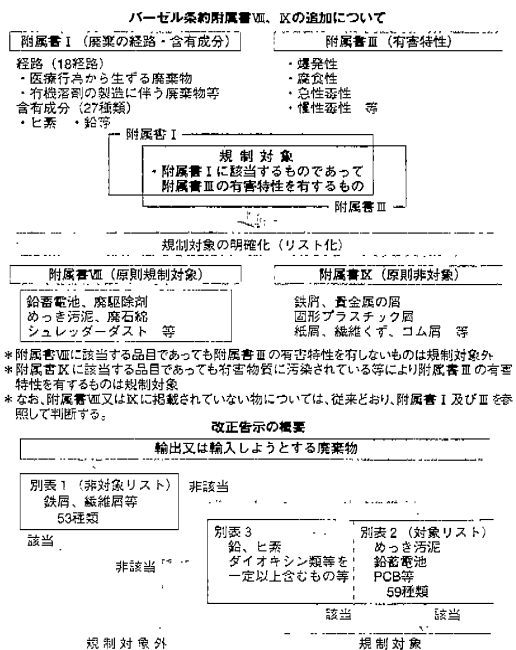 バーゼル条約附属書Ⅷ、Ⅸの追加について
附属書Ⅰ（廃棄の経路・含有成分）
経路（18経路）
・医療行為から生ずる廃棄物
・有機溶剤の製造に伴う廃棄物等
含有成分（27種類）
・ヒ素　・鉛等
附属書Ⅲ（有害特性）
・爆発性
・腐食性
・急性毒性
・慢性毒性　等
附属書Ⅰ
規制対象
・附属書Ⅰに該当するものであって
附属書Ⅲの有害特性を有するもの
附属書Ⅲ
規制対象の明確化（リスト化）
附属書Ⅷ（原則規制対象）
鉛蓄電池、廃駆除剤
めっき汚泥、廃石綿
シュレッダーダスト　等
附属書Ⅸ（原則非対象）
鉄屑、貴金属の屑
固形プラスチック屑
紙屑、繊維くず、ゴム屑　等
＊附属書Ⅷに該当する品目であっても附属書Ⅲの有害特性を有しないものは規制対象外
＊附属書Ⅸに該当する品目であっても有害物質に汚染されている等により附属書Ⅲの有害
特性を有するものは規制対象
＊なお、附属書Ⅷ又はⅨに掲載されていない物については、従来どおり、附属書Ⅰ及びⅢを参
照して判断する。
改正告示の概要
輸出又は輸入しようとする廃棄物
別表１（非対象リスト）
鉄屑、繊維屑等
53種類
非該当
該当
非該当
別表３
鉛、ヒ素
ダイオキシン類等を
一定以上含むもの等
別表２（対象リスト）
めっき汚泥
鉛蓄電池
PCB等
59種類
該当
該当
規制対象外
規制対象